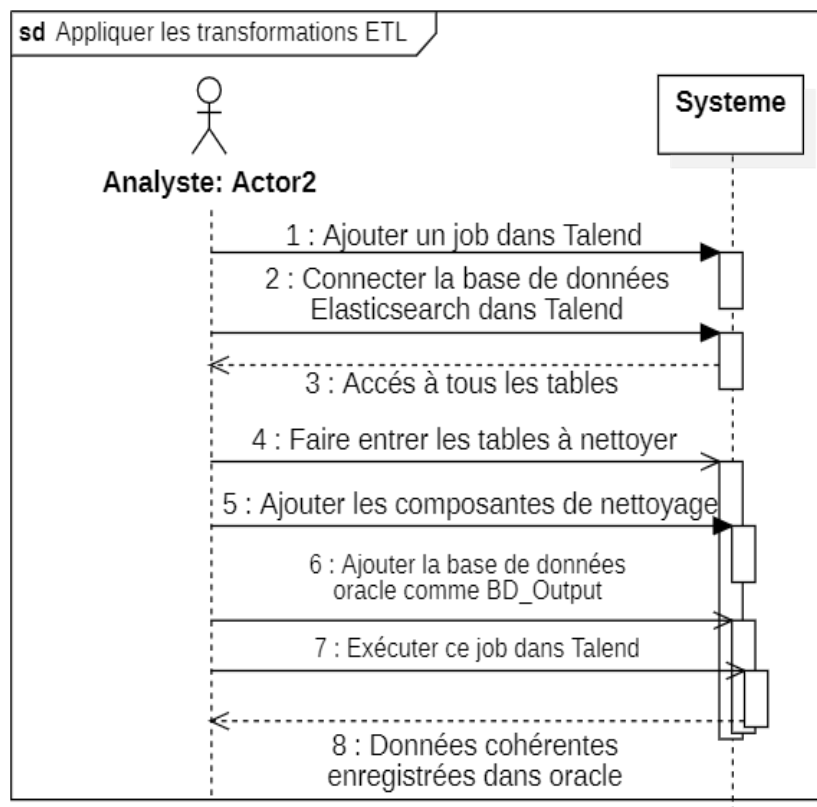 sd Appliquer les transformations ETL
Systeme
Analyste: Actor2
1 : Ajouter un job dans Talend
2 : Connecter la base de données
Elasticsearch dans Talend
3 : Accés à tous les tables
4 : Faire entrer les tables à nettoyer
5 : Ajouter les composantes de nettoyage
6 : Ajouter la base de données
oracle comme BD_Output
7 : Exécuter ce job dans Talend
8 : Données cohérentes
enregistrées dans oracle